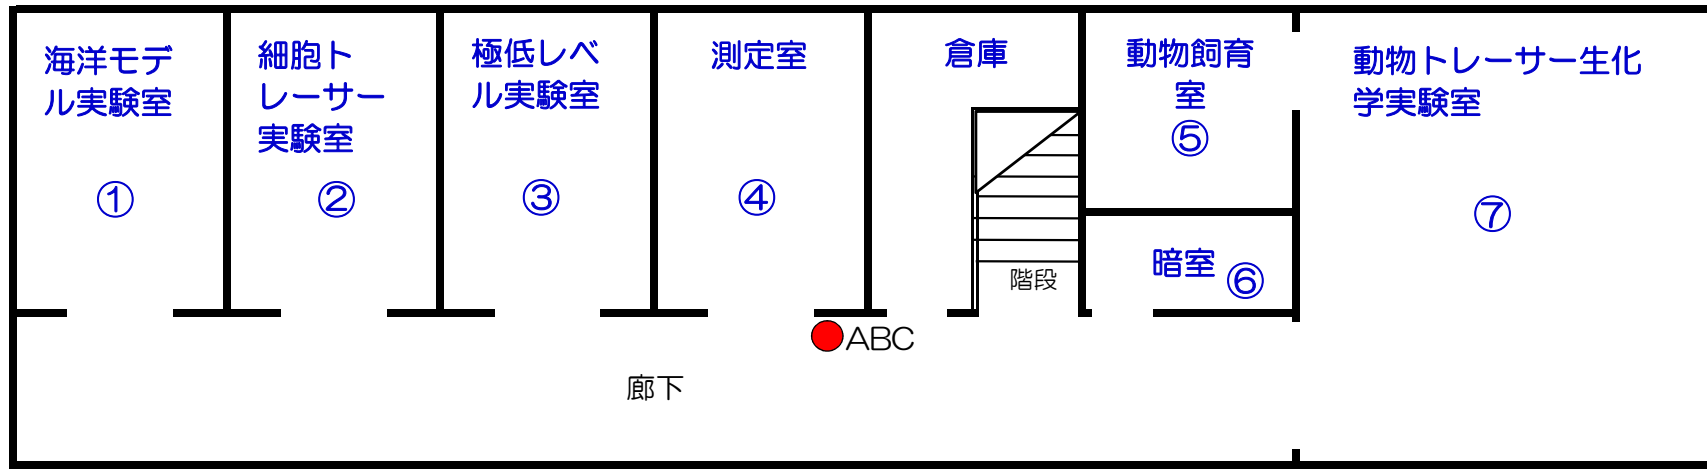 海洋モデ
ル実験室
①
細胞ト
レーサー
実験室
②
極低レベ
ル実験室
③
測定室
④
倉庫
階段
動物飼育
室
⑤
暗室 ⑥
動物トレーサー生化
学実験室
⑦
ABC
廊下